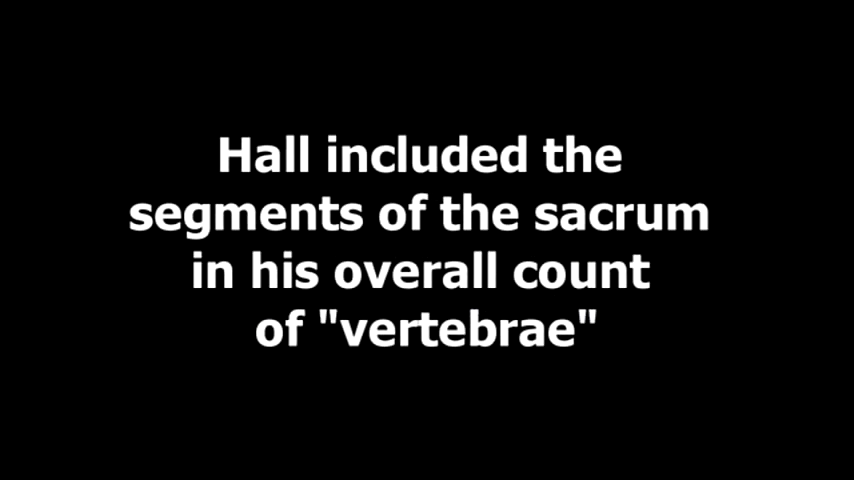 Hall included the
segments of the sacrum
in his overall count
of "vertebrae"